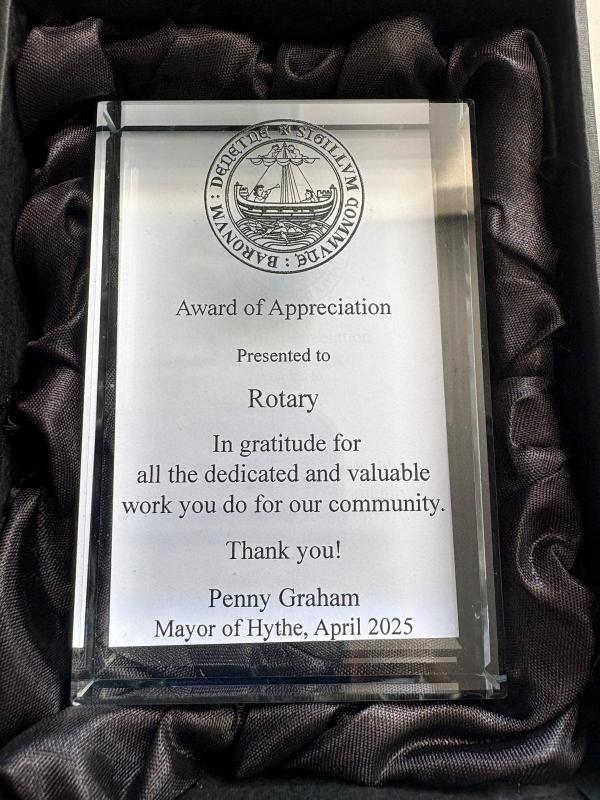 SIGILLVM COMMVNE : BARONVM : DE
Award of Appreciation
Presented to
Rotary
In gratitude for
all the dedicated and valuable
work you do for our community.
Thank you!
Penny Graham
Mayor of Hythe, April 2025